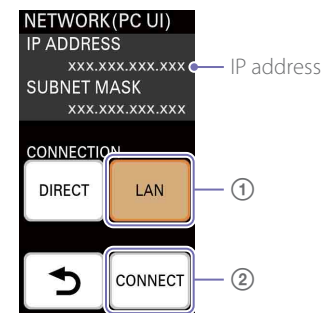 NETWORK(PC UI)
IP ADDRESS
xxx.xxx.xxx.xxx
IP address
SUBNET MASK
xxx.xxx.xxx.xxx
CONNECTION
DIRECT
LAN
①
CONNECT
②